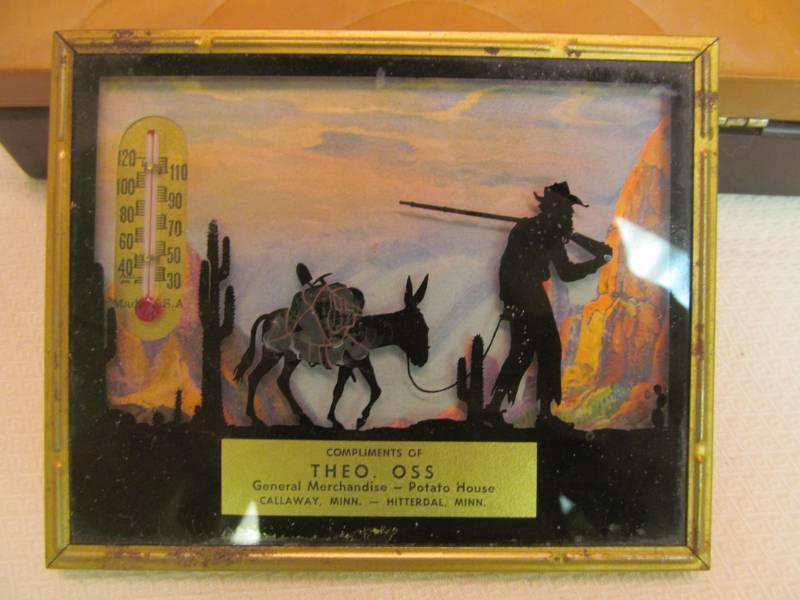 120
110
100
90
80
70
60
50
40
30
Made U.S.A
COMPLIMENTS OF
THEO. OSS
General Merchandise – Potato House
CALLAWAY, MINN. — HITTERDAL, MINN.